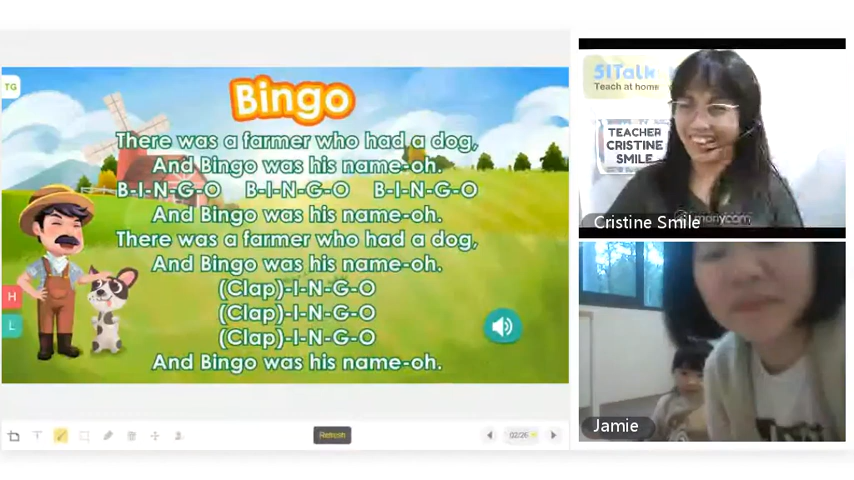 TG
Bingo
There was a farmer who had a dog,
And Bingo was his name-oh.
B-I-N-G-O B-I-N-G-O B-I-N-G-O
And Bingo was his name-oh.
There was a farmer who had a dog,
And Bingo was his name-oh.
(Clap)-I-N-G-O
(Clap)-I-N-G-O
(Clap)-I-N-G-O
And Bingo was his name-oh.
H
L
Refresh
02/26
51Talk
Teach at home
TEACHER
CRISTINE
SMILE
Cristine Smile
manycam
Jamie